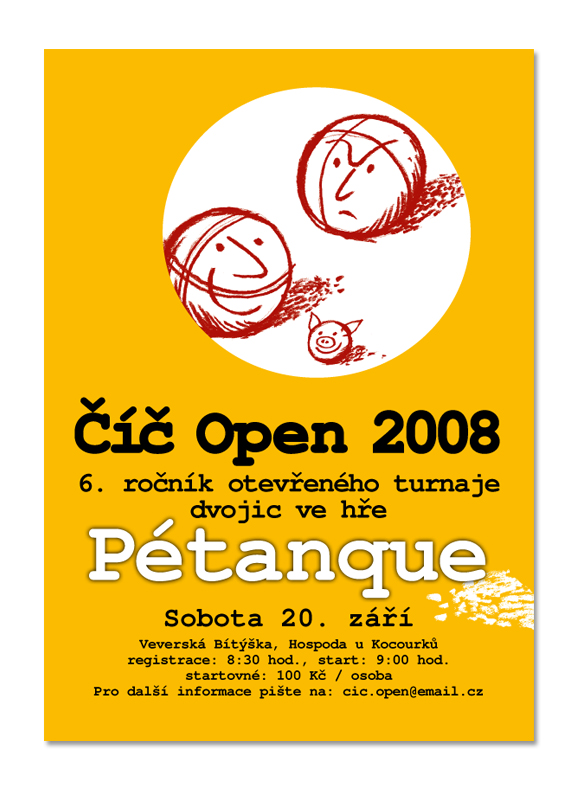 Číč Open 2008
6. ročník otevřeného turnaje
dvojic ve hře
Pétanque
Sobota 20. září
Veverská Bítýška, Hospoda u Kocourků
registrace: 8:30 hod., start: 9:00 hod.
startovné: 100 Kč / osoba
Pro další informace pište na: cic.open@email.cz